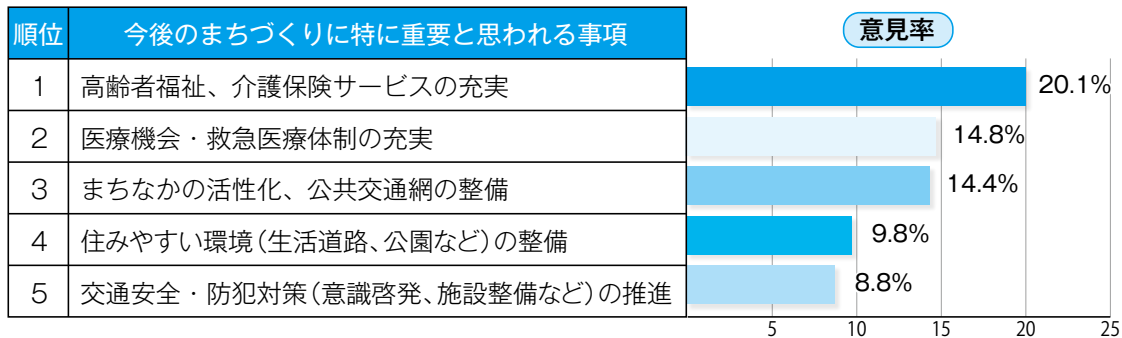 順位 今後のまちづくりに特に重要と思われる事項 意見率
1 高齢者福祉、介護保険サービスの充実 20.1%
2 医療機会・救急医療体制の充実 14.8%
3 まちなかの活性化、公共交通網の整備 14.4%
4 住みやすい環境(生活道路、公園など)の整備 9.8%
5 交通安全・防犯対策(意識啓発、施設整備など)の推進 8.8%
5 10 15 20 25